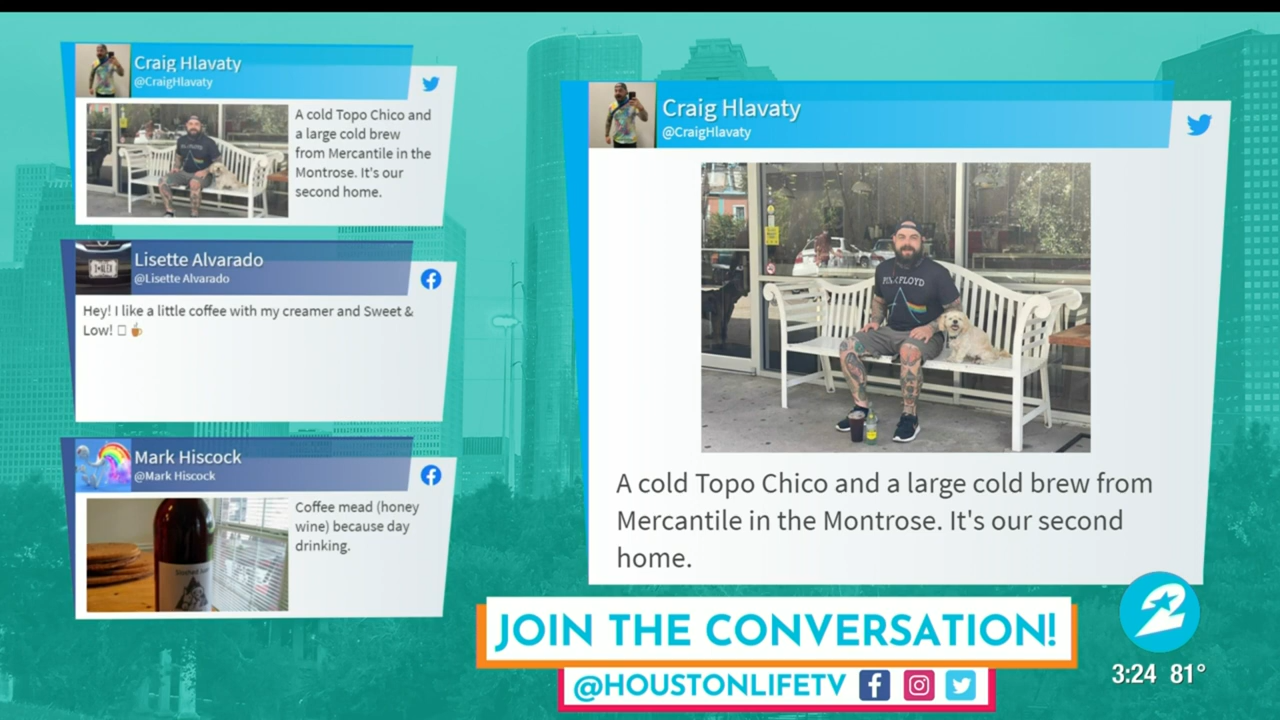 Craig Hlavaty
@CraigHlavaty
A cold Topo Chico and
a large cold brew
from Mercantile in the
Montrose. It's our
second home.
Lisette Alvarado
@Lisette Alvarado
Hey! I like a little coffee with my creamer and Sweet &
Low! ☕
Mark Hiscock
@Mark Hiscock
Coffee mead (honey
wine) because day
drinking.
Craig Hlavaty
@CraigHlavaty
PINK FLOYD
A cold Topo Chico and a large cold brew from
Mercantile in the Montrose. It's our second
home.
JOIN THE CONVERSATION!
@HOUSTONLIFETV
2
3:24 81°